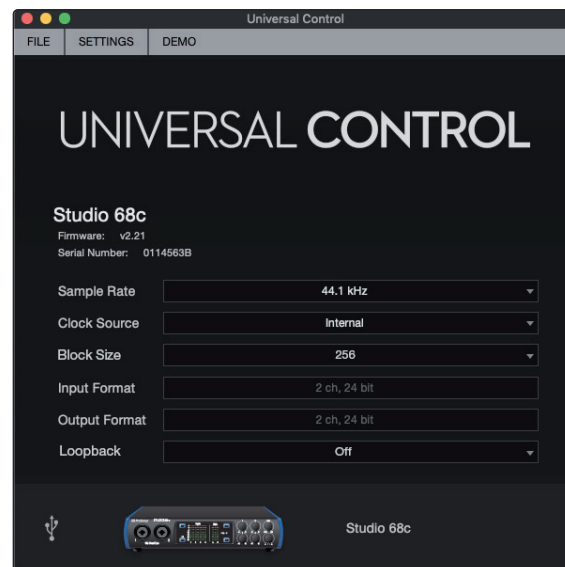 Universal Control
FILE SETTINGS DEMO
UNIVERSAL CONTROL
Studio 68c
Firmware: v2.21
Serial Number: 0114563B
Sample Rate 44.1 kHz
Clock Source Internal
Block Size 256
Input Format 2 ch, 24 bit
Output Format 2 ch, 24 bit
Loopback Off
Studio 68c